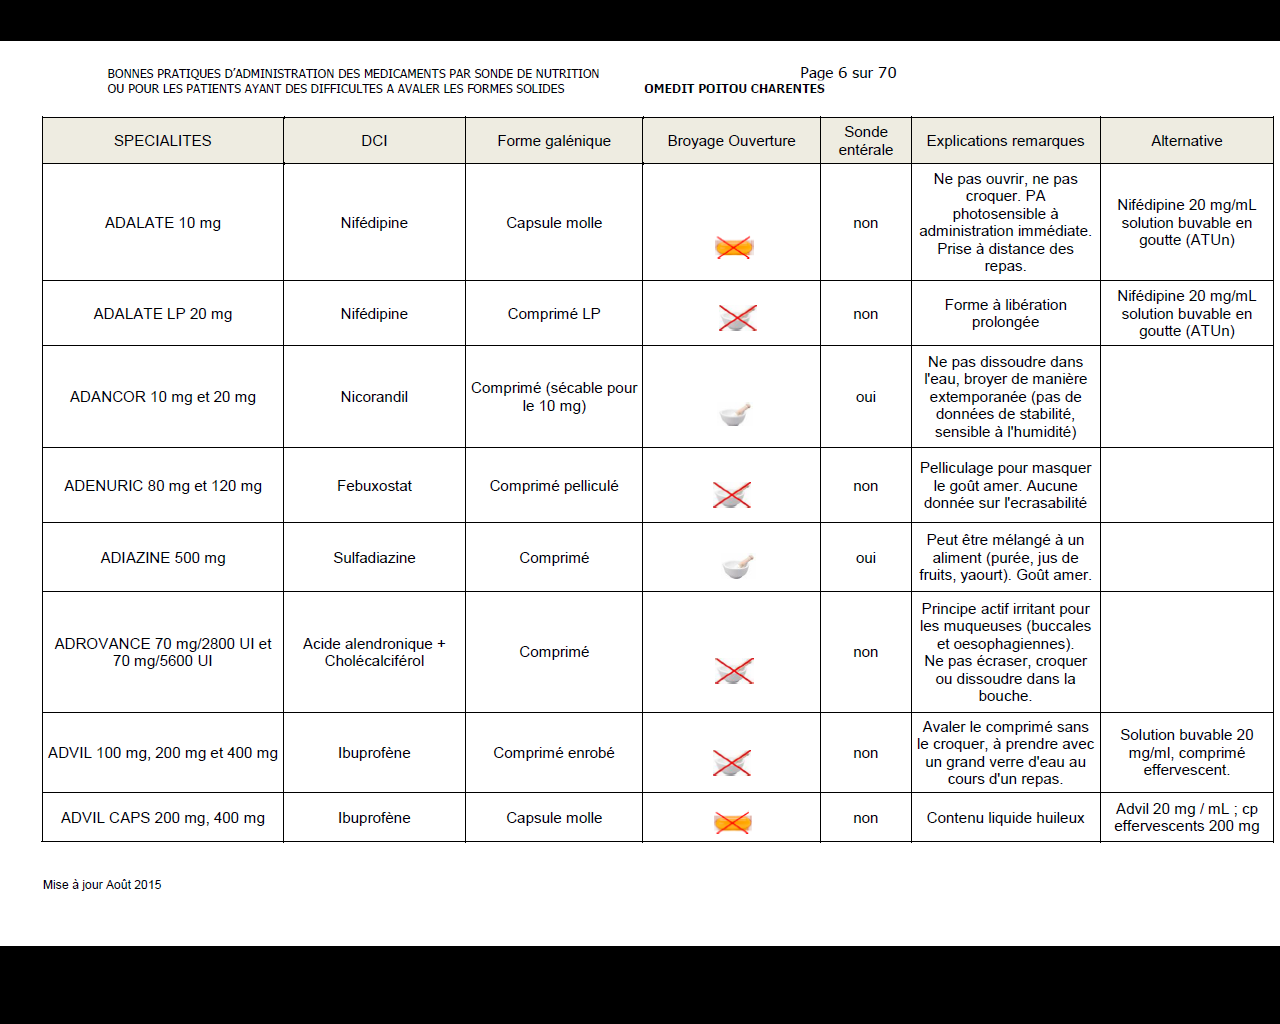 BONNES PRATIQUES D'ADMINISTRATION DES MEDICAMENTS PAR SONDE DE NUTRITION
Page 6 sur 70
OU POUR LES PATIENTS AYANT DES DIFFICULTES A AVALER LES FORMES SOLIDES
OMEDIT POITOU CHARENTES
SPECIALITES
DCI
Forme galénique
Broyage Ouverture
Sonde
entérale
Explications remarques
Alternative
ADALATE 10 mg
Nifédipine
Capsule molle
non
Ne pas ouvrir, ne pas
croquer. PA
photosensible à
administration immédiate.
Prise à distance des
repas.
Nifédipine 20 mg/mL
solution buvable en
goutte (ATUn)
ADALATE LP 20 mg
Nifédipine
Comprimé LP
non
Forme à libération
prolongée
Nifédipine 20 mg/mL
solution buvable en
goutte (ATUn)
ADANCOR 10 mg et 20 mg
Nicorandil
Comprimé (sécable pour
le 10 mg)
oui
Ne pas dissoudre dans
l'eau, broyer de manière
extemporanée (pas de
données de stabilité,
sensible à l'humidité)
ADENURIC 80 mg et 120 mg
Febuxostat
Comprimé pelliculé
non
Pelliculage pour masquer
le goût amer. Aucune
donnée sur l'ecrasabilité
ADIAZINE 500 mg
Sulfadiazine
Comprimé
oui
Peut être mélangé à un
aliment (purée, jus de
fruits, yaourt). Goût amer.
ADROVANCE 70 mg/2800 UI et
70 mg/5600 UI
Acide alendronique +
Cholécalciférol
Comprimé
non
Principe actif irritant pour
les muqueuses (buccales
et oesophagiennes).
Ne pas écraser, croquer
ou dissoudre dans la
bouche.
ADVIL 100 mg, 200 mg et 400 mg
Ibuprofène
Comprimé enrobé
non
Avaler le comprimé sans
le croquer, à prendre avec
un grand verre d'eau au
cours d'un repas.
Solution buvable 20
mg/ml, comprimé
effervescent.
ADVIL CAPS 200 mg, 400 mg
Ibuprofène
Capsule molle
non
Contenu liquide huileux
Advil 20 mg / mL ; cp
effervescents 200 mg
Mise à jour Août 2015